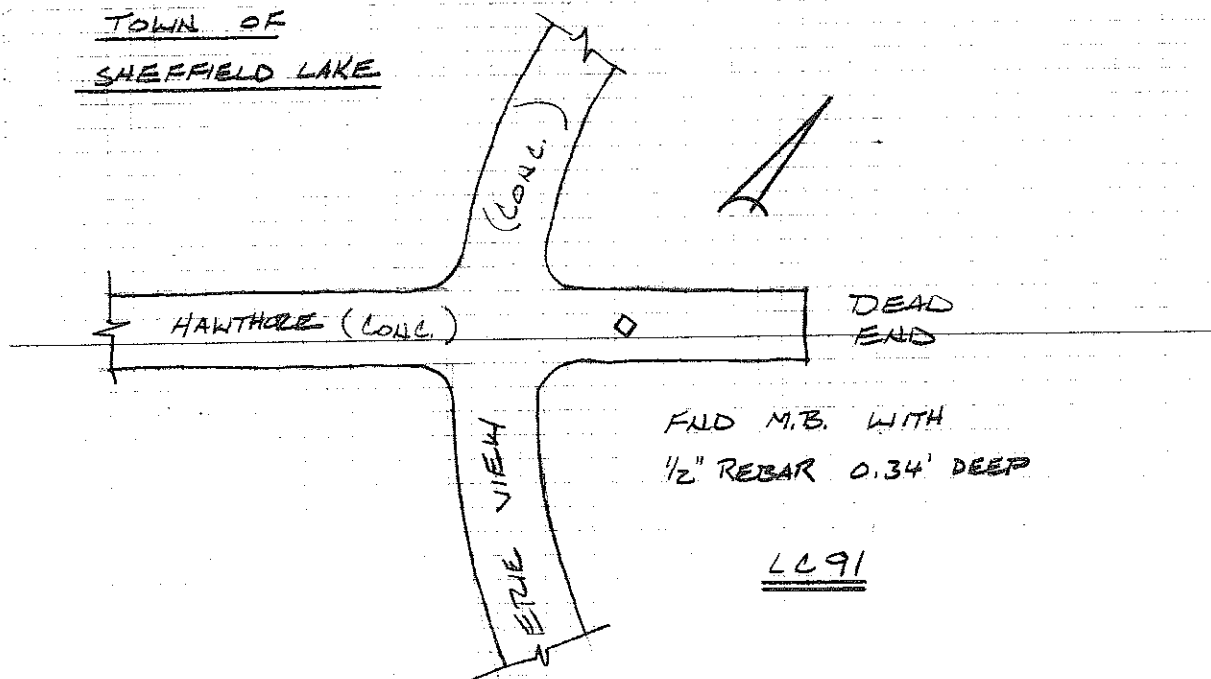 TOWN OF
SHEFFIELD LAKE
(CONC.)
HAWTHORE (CONC.)
DEAD
END
ERIE VIEW
FND M.B. WITH
1/2" REBAR 0.34' DEEP
LC91